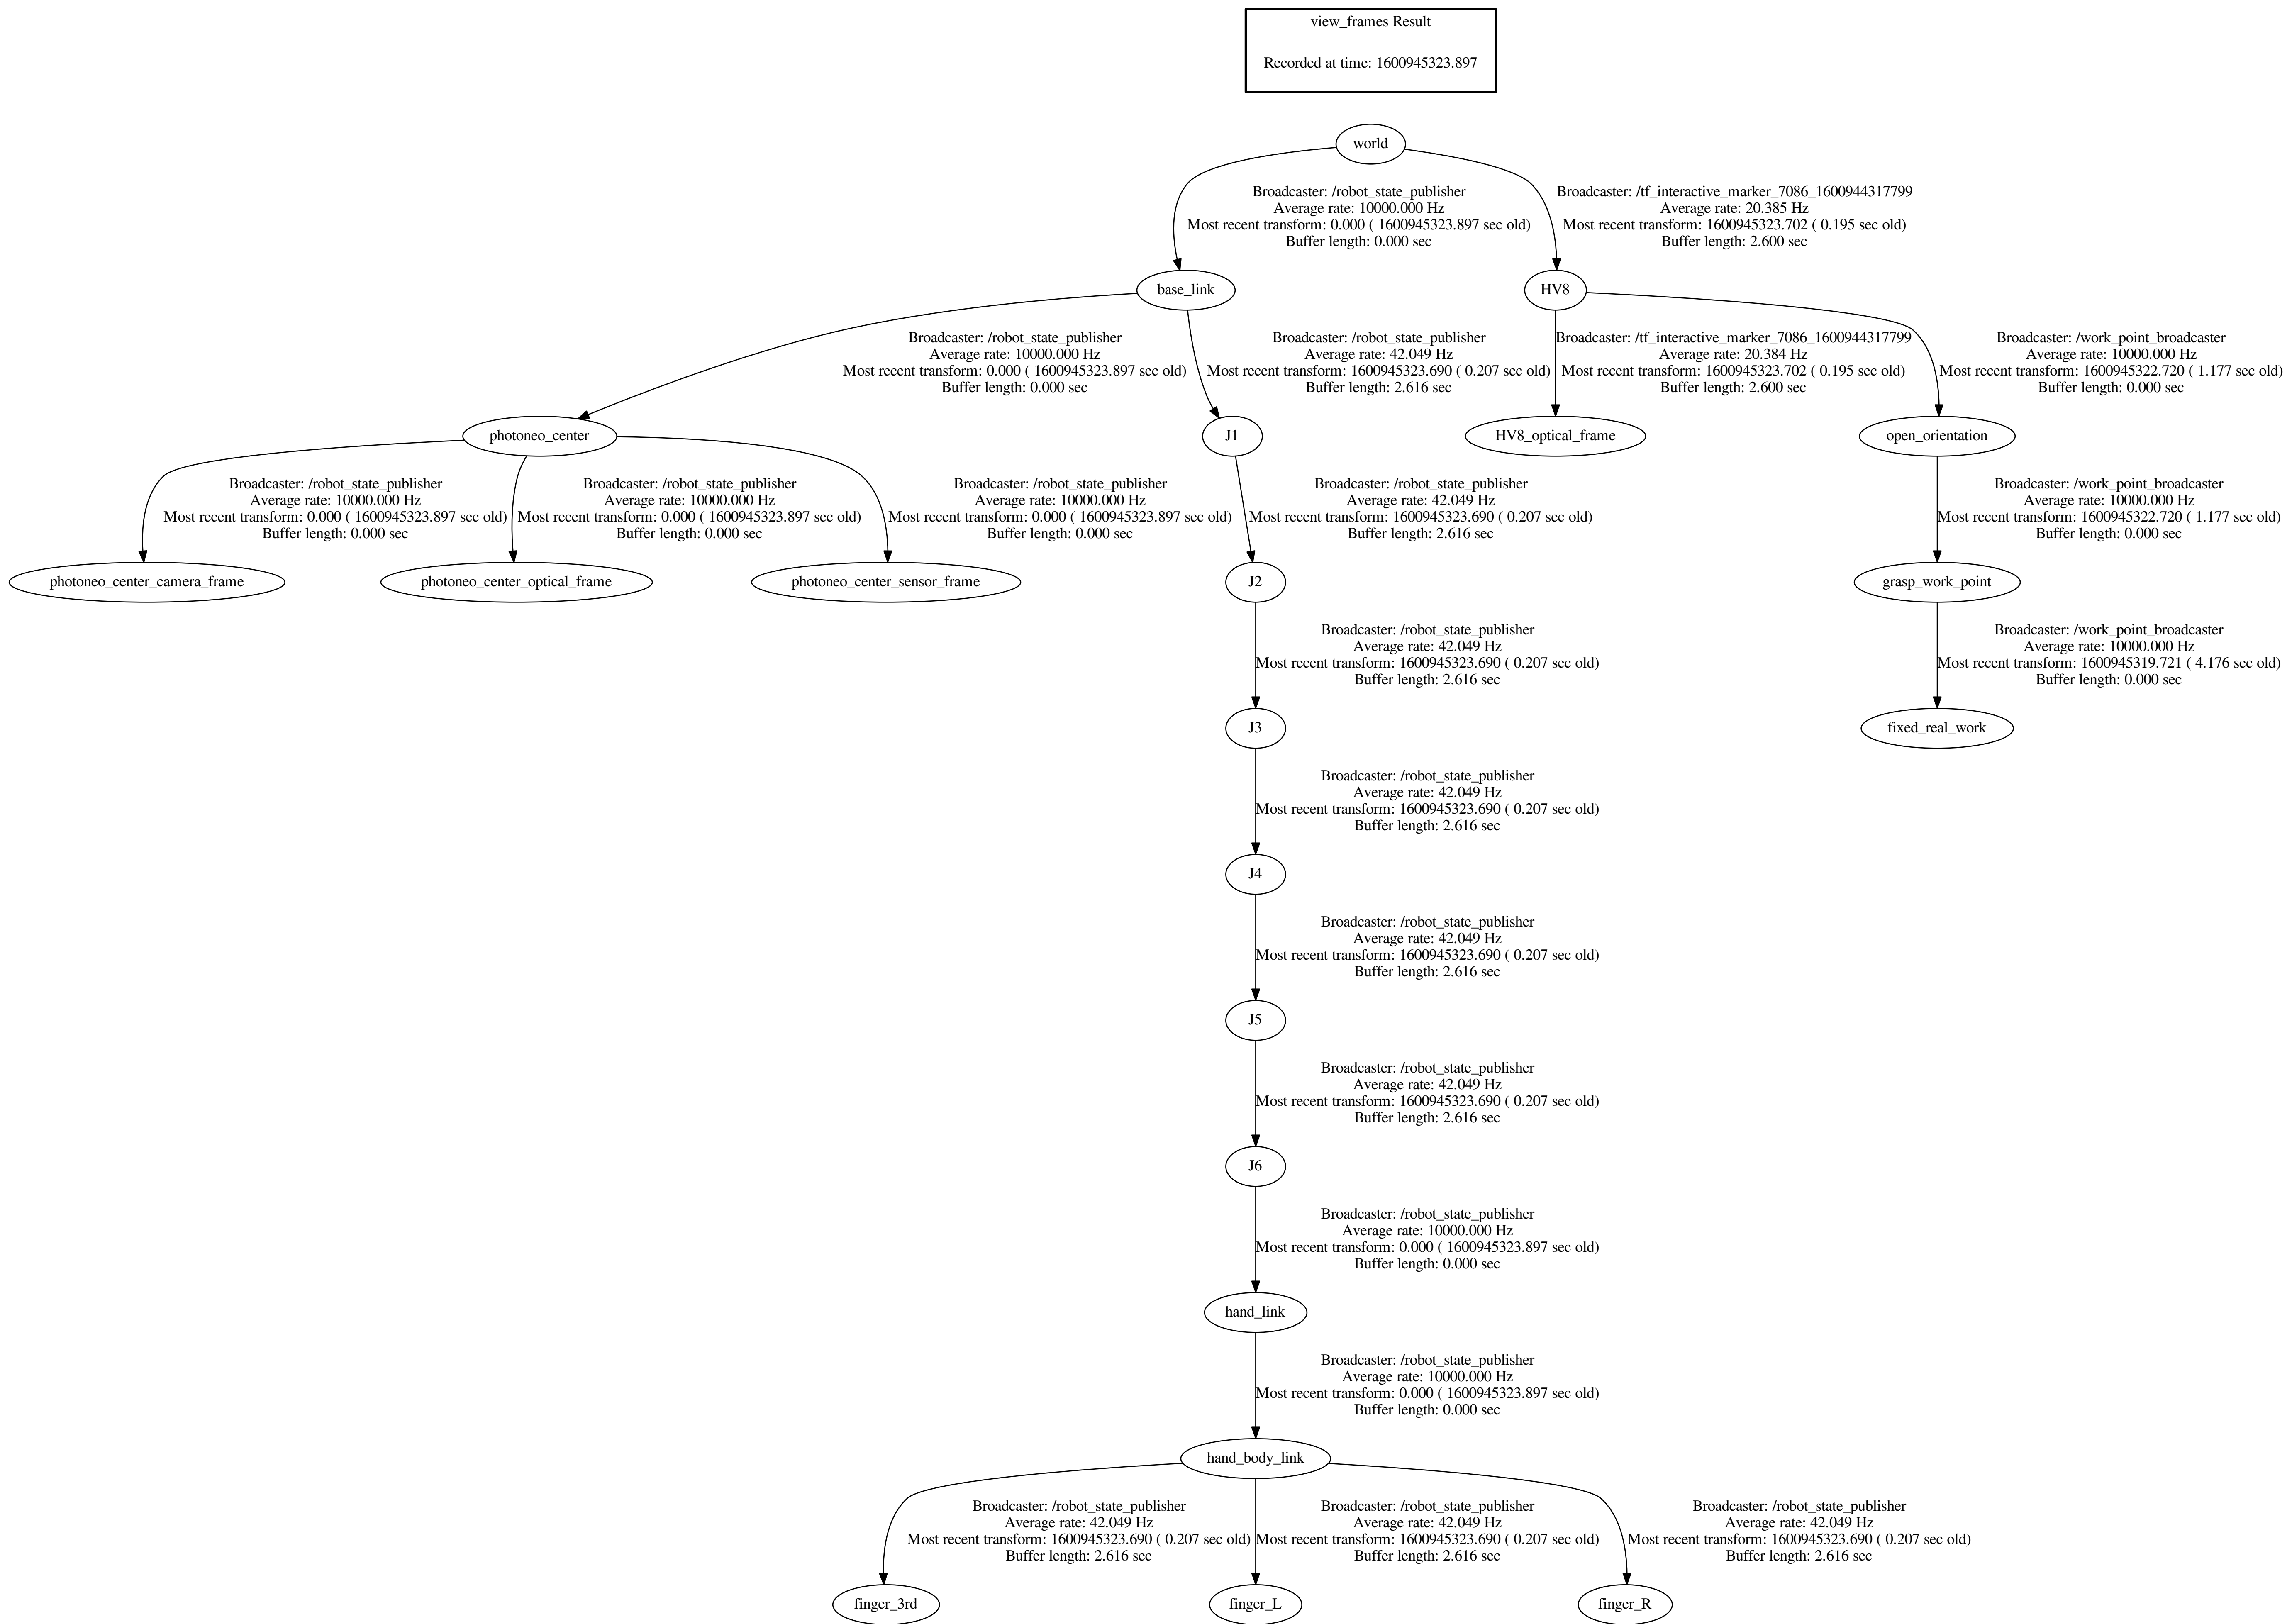 view_frames Result
Recorded at time: 1600945323.897
world
Broadcaster: /robot_state_publisher
Average rate: 10000.000 Hz
Most recent transform: 0.000 ( 1600945323.897 sec old)
Buffer length: 0.000 sec
Broadcaster: /tf_interactive_marker_7086_1600944317799
Average rate: 20.385 Hz
Most recent transform: 1600945323.702 ( 0.195 sec old)
Buffer length: 2.600 sec
base_link
HV8
Broadcaster: /robot_state_publisher
Average rate: 10000.000 Hz
Most recent transform: 0.000 ( 1600945323.897 sec old)
Buffer length: 0.000 sec
Broadcaster: /robot_state_publisher
Average rate: 42.049 Hz
Most recent transform: 1600945323.690 ( 0.207 sec old)
Buffer length: 2.616 sec
Broadcaster: /tf_interactive_marker_7086_1600944317799
Average rate: 20.384 Hz
Most recent transform: 1600945323.702 ( 0.195 sec old)
Buffer length: 2.600 sec
Broadcaster: /work_point_broadcaster
Average rate: 10000.000 Hz
Most recent transform: 1600945322.720 ( 1.177 sec old)
Buffer length: 0.000 sec
photoneo_center
J1
HV8_optical_frame
open_orientation
Broadcaster: /robot_state_publisher
Average rate: 10000.000 Hz
Most recent transform: 0.000 ( 1600945323.897 sec old)
Buffer length: 0.000 sec
Broadcaster: /robot_state_publisher
Average rate: 10000.000 Hz
Most recent transform: 0.000 ( 1600945323.897 sec old)
Buffer length: 0.000 sec
Broadcaster: /robot_state_publisher
Average rate: 10000.000 Hz
Most recent transform: 0.000 ( 1600945323.897 sec old)
Buffer length: 0.000 sec
Broadcaster: /robot_state_publisher
Average rate: 42.049 Hz
Most recent transform: 1600945323.690 ( 0.207 sec old)
Buffer length: 2.616 sec
Broadcaster: /work_point_broadcaster
Average rate: 10000.000 Hz
Most recent transform: 1600945322.720 ( 1.177 sec old)
Buffer length: 0.000 sec
photoneo_center_camera_frame
photoneo_center_optical_frame
photoneo_center_sensor_frame
J2
grasp_work_point
Broadcaster: /robot_state_publisher
Average rate: 42.049 Hz
Most recent transform: 1600945323.690 ( 0.207 sec old)
Buffer length: 2.616 sec
Broadcaster: /work_point_broadcaster
Average rate: 10000.000 Hz
Most recent transform: 1600945319.721 ( 4.176 sec old)
Buffer length: 0.000 sec
J3
fixed_real_work
Broadcaster: /robot_state_publisher
Average rate: 42.049 Hz
Most recent transform: 1600945323.690 ( 0.207 sec old)
Buffer length: 2.616 sec
J4
Broadcaster: /robot_state_publisher
Average rate: 42.049 Hz
Most recent transform: 1600945323.690 ( 0.207 sec old)
Buffer length: 2.616 sec
J5
Broadcaster: /robot_state_publisher
Average rate: 42.049 Hz
Most recent transform: 1600945323.690 ( 0.207 sec old)
Buffer length: 2.616 sec
J6
Broadcaster: /robot_state_publisher
Average rate: 10000.000 Hz
Most recent transform: 0.000 ( 1600945323.897 sec old)
Buffer length: 0.000 sec
hand_link
Broadcaster: /robot_state_publisher
Average rate: 10000.000 Hz
Most recent transform: 0.000 ( 1600945323.897 sec old)
Buffer length: 0.000 sec
hand_body_link
Broadcaster: /robot_state_publisher
Average rate: 42.049 Hz
Most recent transform: 1600945323.690 ( 0.207 sec old)
Buffer length: 2.616 sec
Broadcaster: /robot_state_publisher
Average rate: 42.049 Hz
Most recent transform: 1600945323.690 ( 0.207 sec old)
Buffer length: 2.616 sec
Broadcaster: /robot_state_publisher
Average rate: 42.049 Hz
Most recent transform: 1600945323.690 ( 0.207 sec old)
Buffer length: 2.616 sec
finger_3rd
finger_L
finger_R